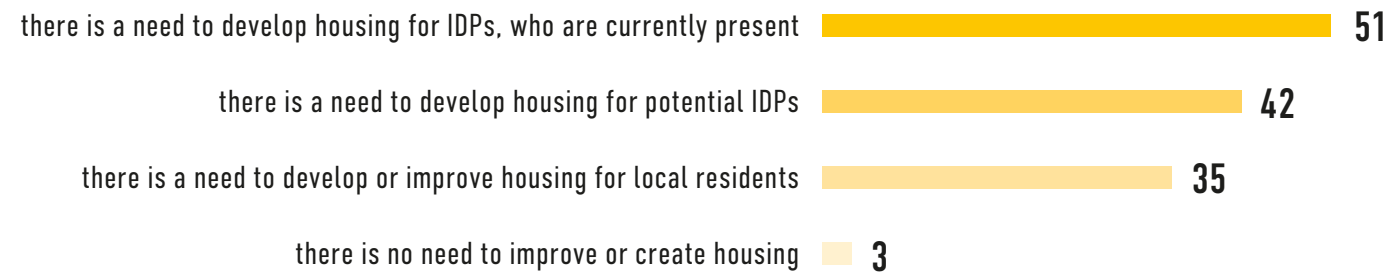 there is a need to develop housing for IDPs, who are currently present 51
there is a need to develop housing for potential IDPs 42
there is a need to develop or improve housing for local residents 35
there is no need to improve or create housing 3